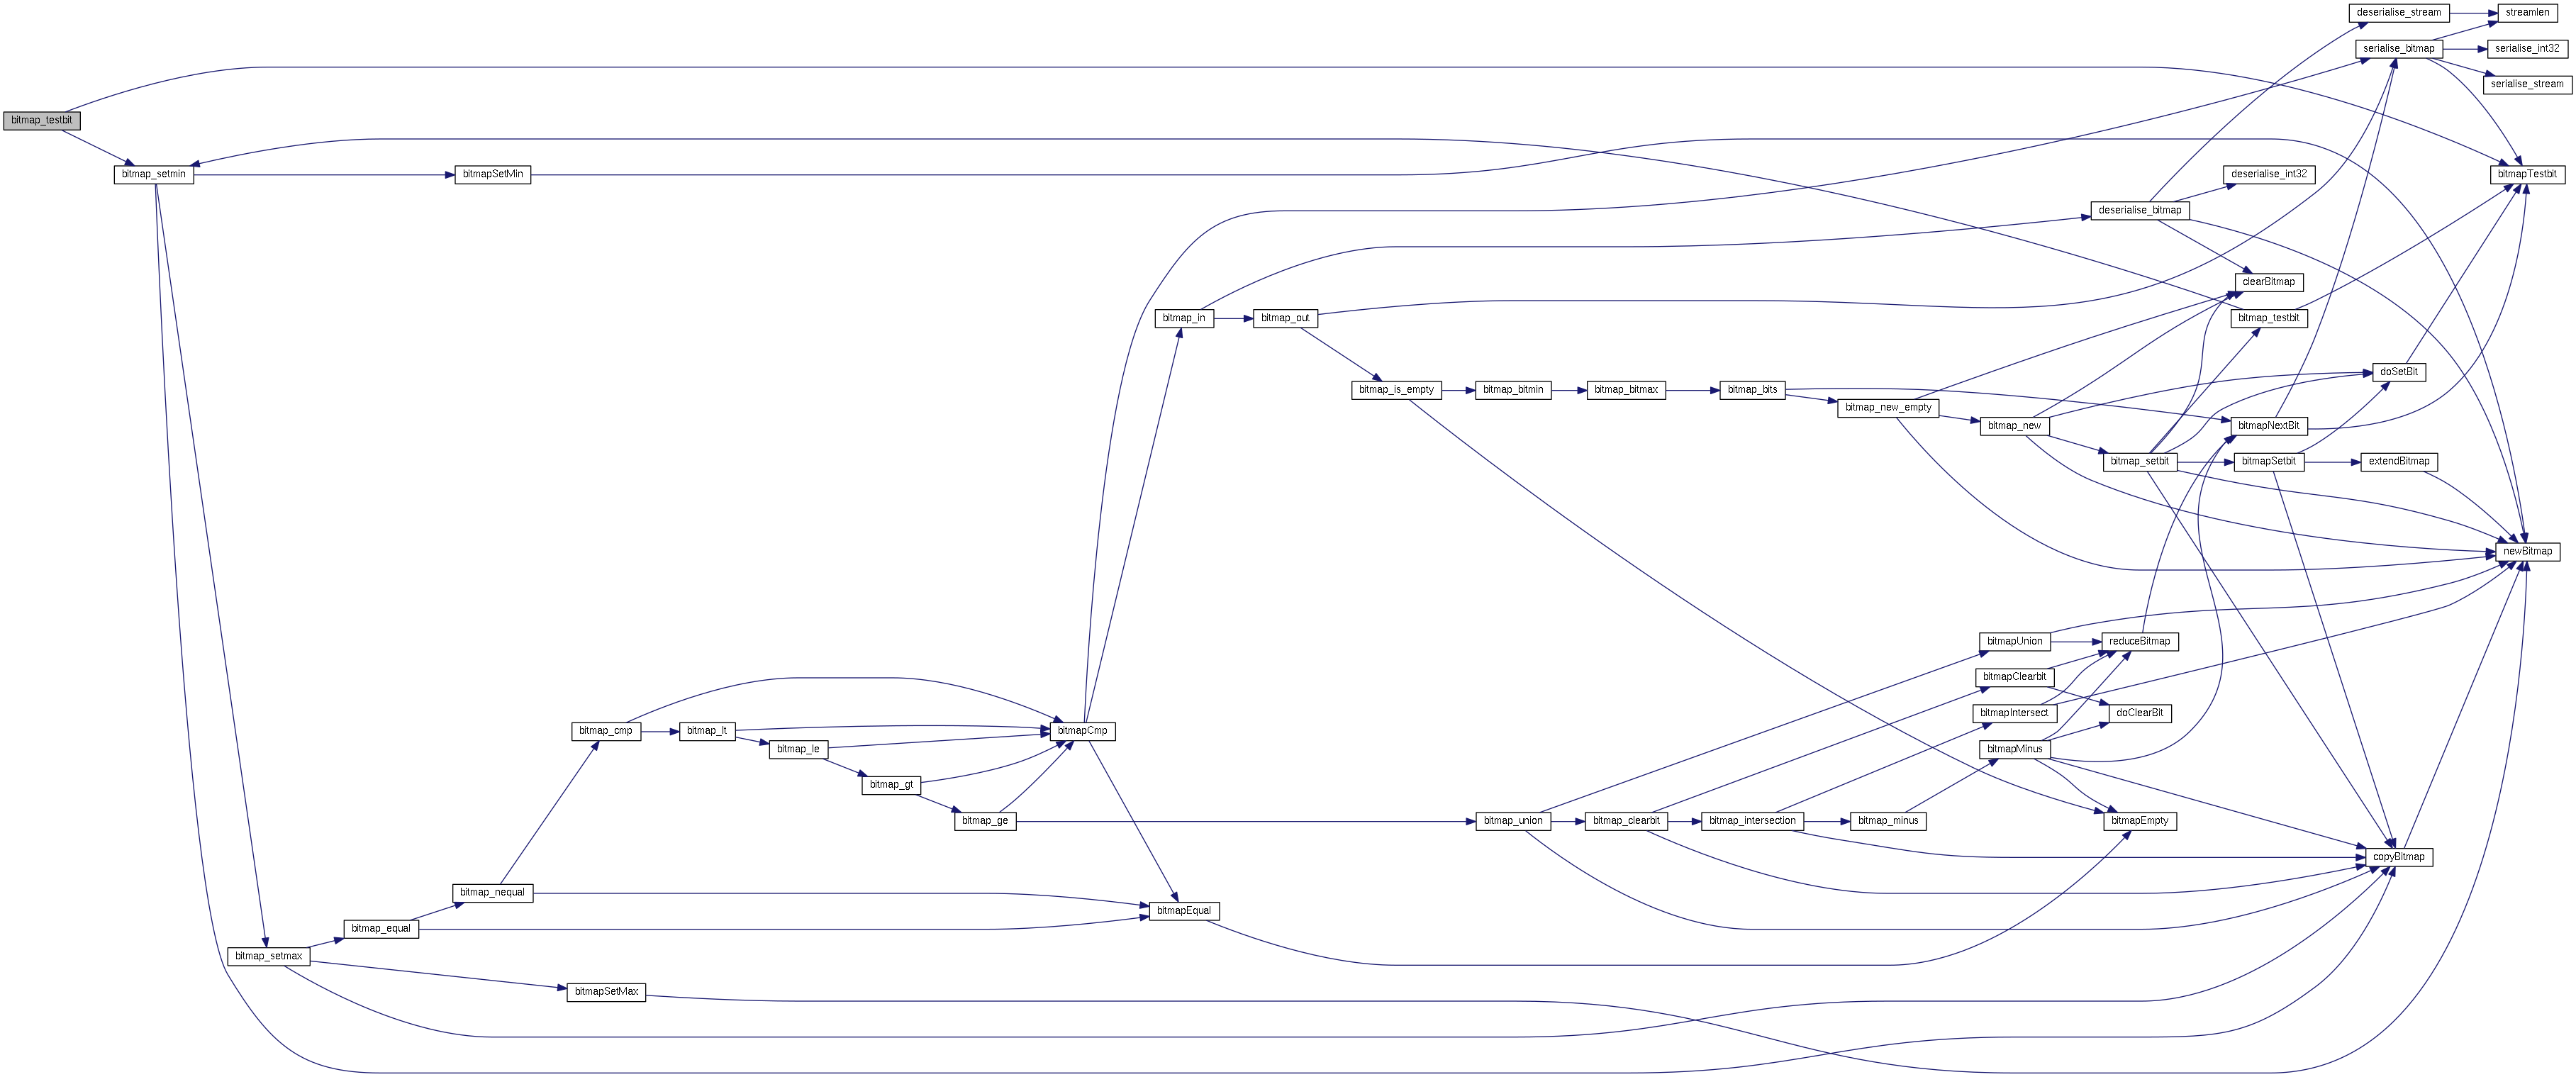 deserialise_stream
streamlen
serialise_bitmap
serialise_int32
serialise_stream
bitmap_testbit
bitmap_setmin
bitmapSetMin
deserialise_int32
bitmapTestbit
deserialise_bitmap
clearBitmap
bitmap_in
bitmap_out
bitmap_testbit
doSetBit
bitmap_is_empty
bitmap_bitmin
bitmap_bitmax
bitmap_bits
bitmap_new_empty
bitmap_new
bitmapNextBit
bitmap_setbit
bitmapSetbit
extendBitmap
newBitmap
bitmapUnion
reduceBitmap
bitmapClearbit
bitmapIntersect
doClearBit
bitmap_cmp
bitmap_lt
bitmapCmp
bitmap_le
bitmapMinus
bitmap_gt
bitmap_ge
bitmap_union
bitmap_clearbit
bitmap_intersection
bitmap_minus
bitmapEmpty
copyBitmap
bitmap_nequal
bitmapEqual
bitmap_equal
bitmap_setmax
bitmapSetMax